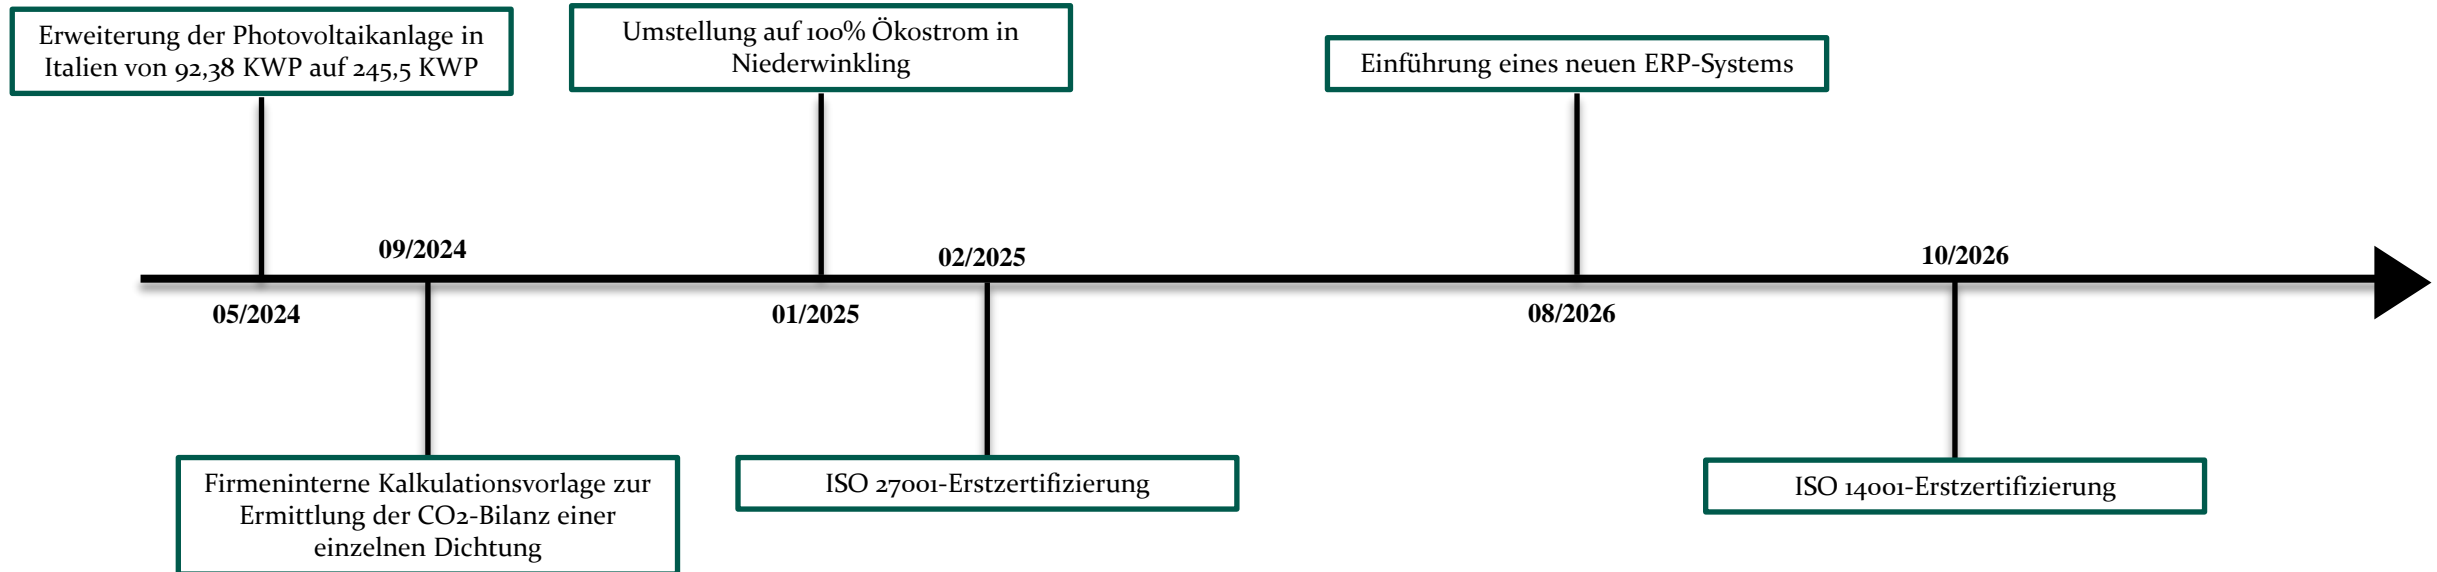 Erweiterung der Photovoltaikanlage in
Italien von 92,38 KWP auf 245,5 KWP
Umstellung auf 100% Ökostrom in
Niederwinkling
Einführung eines neuen ERP-Systems
09/2024
02/2025
10/2026
05/2024
01/2025
08/2026
Firmeninterne Kalkulationsvorlage zur
Ermittlung der CO2-Bilanz einer
einzelnen Dichtung
ISO 27001-Erstzertifizierung
ISO 14001-Erstzertifizierung